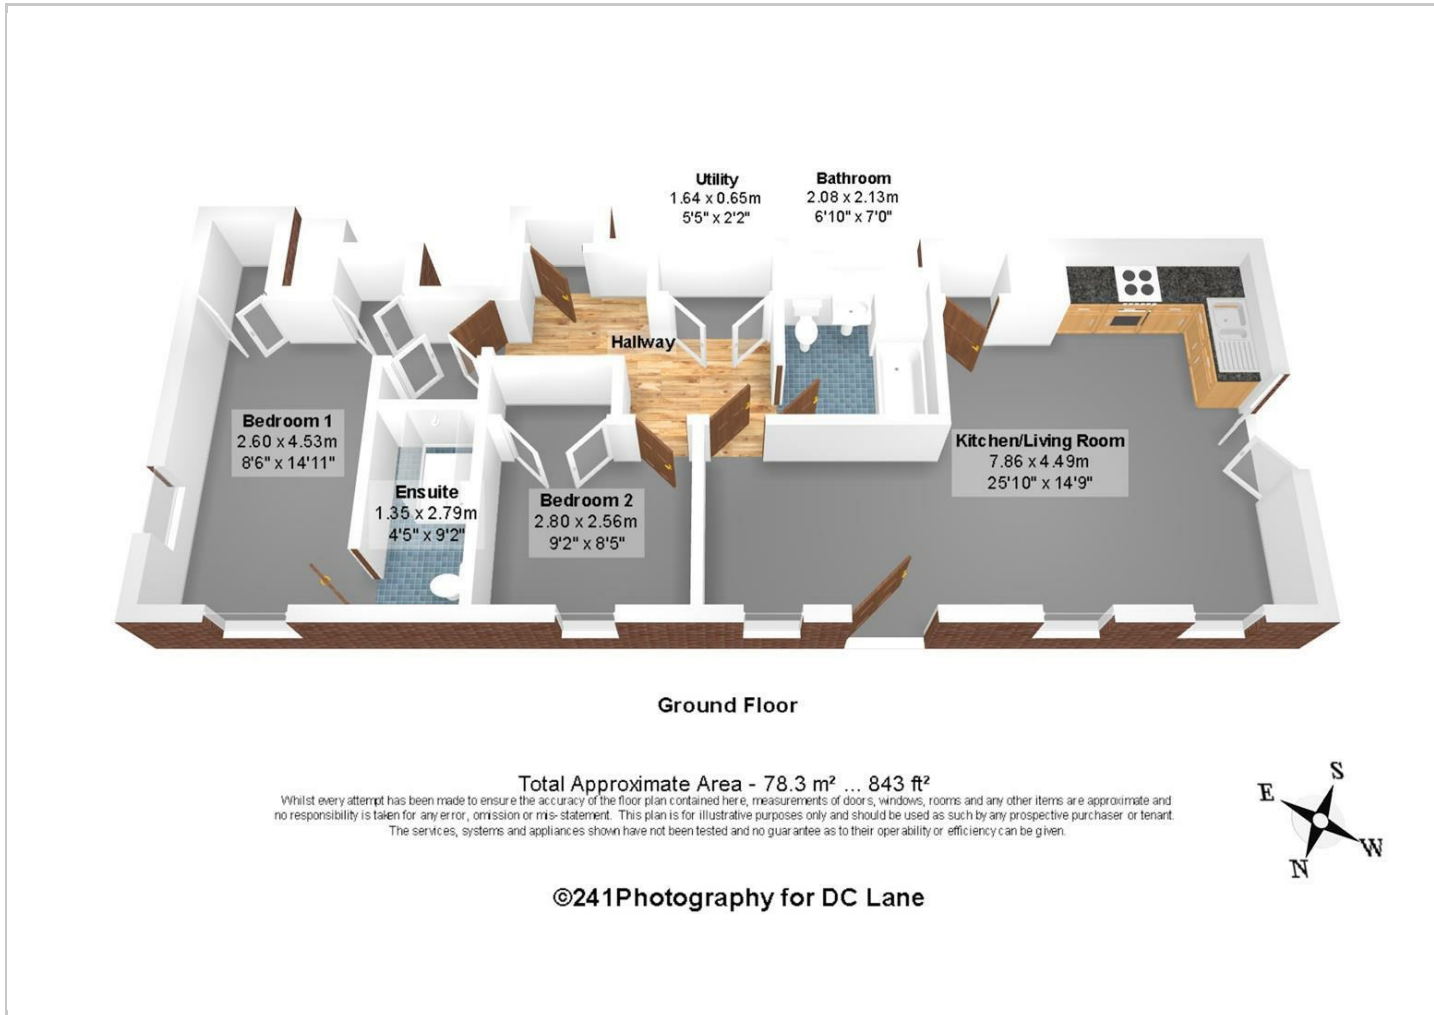 Utility
1.64 x 0.65m
5'5" x 2'2"
Bathroom
2.08 x 2.13m
6'10" x 7'0"
Hallway
Bedroom 1
2.60 x 4.53m
8'6" x 14'11"
Ensuite
1.35 x 2.79m
4'5" x 9'2"
Bedroom 2
2.80 x 2.56m
9'2" x 8'5"
Kitchen/Living Room
7.86 x 4.49m
25'10" x 14'9"
Ground Floor
Total Approximate Area - 78.3 m² ... 843 ft²
Whilst every attempt has been made to ensure the accuracy of the floor plan contained here, measurements of doors, windows, rooms and any other items are approximate and
no responsibility is taken for any error, omission or mis-statement. This plan is for illustrative purposes only and should be used as such by any prospective purchaser or tenant.
The services, systems and appliances shown have not been tested and no guarantee as to their operability or efficiency can be given.
S
E
W
N
©241Photography for DC Lane